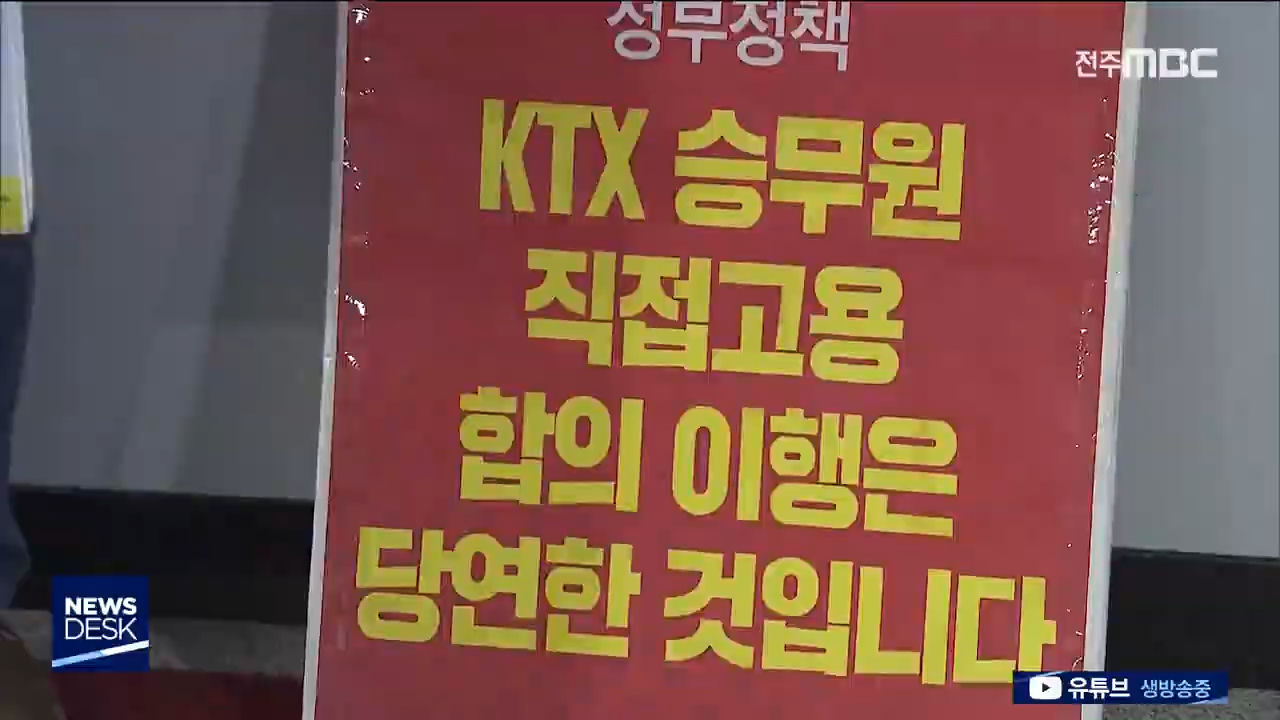 정부정책
전주MBC
KTX 승무원
직접고용
합의 이행은
당연한 것입니다
NEWS
DESK
유튜브 생방송중